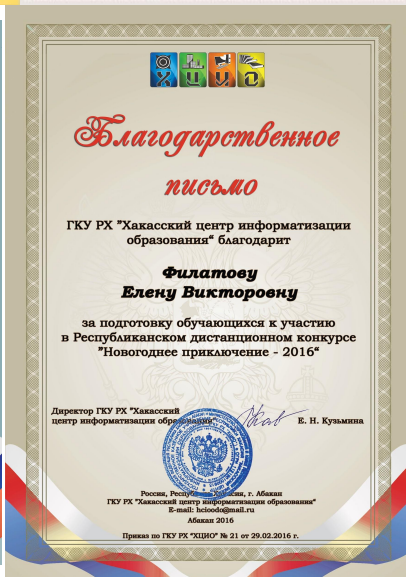 ХЦИО
Благодарственное
письмо
ГКУ РХ "Хакасский центр информатизации
образования" благодарит
Филатову
Елену Викторовну
за подготовку обучающихся к участию
в Республиканском дистанционном конкурсе
"Новогоднее приключение - 2016"
Директор ГКУ РХ "Хакасский
центр информатизации образования"
Е. Н. Кузьмина
Россия, Республика Хакасия, г. Абакан
ГКУ РХ "Хакасский центр информатизации образования"
E-mail: hcioodo@mail.ru
Абакан 2016
Приказ по ГКУ РХ "ХЦИО" № 21 от 29.02.2016 г.